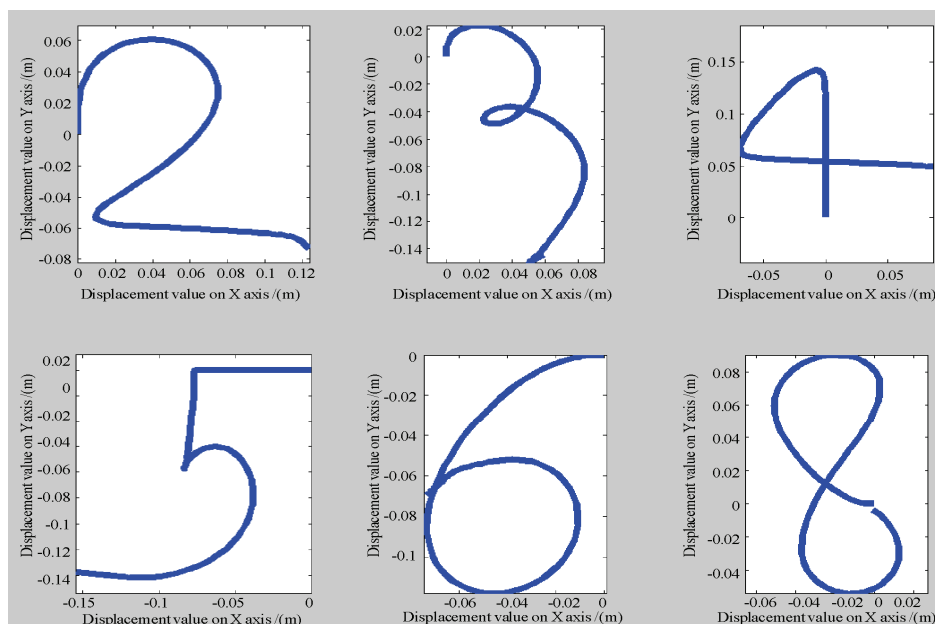 Displacement value on Y axis /(m)
0.06
0.04
0.02
0
-0.02
-0.04
-0.06
-0.08
2
0 0.02 0.04 0.06 0.08 0.1 0.12
Displacement value on X axis /(m)
Displacement value on Y axis /(m)
0.02
0
-0.02
-0.04
-0.06
-0.08
-0.1
-0.12
-0.14
3
0 0.02 0.04 0.06 0.08
Displacement value on X axis /(m)
Displacement value on Y axis /(m)
0.15
0.1
0.05
0
4
-0.05 0 0.05
Displacement value on X axis /(m)
Displacement value on Y axis /(m)
0.02
0
-0.02
-0.04
-0.06
-0.08
-0.1
-0.12
-0.14
5
-0.15 -0.1 -0.05 0
Displacement value on X axis /(m)
Displacement value on Y axis /(m)
0
-0.02
-0.04
-0.06
-0.08
-0.1
6
-0.06 -0.04 -0.02 0
Displacement value on X axis /(m)
Displacement value on Y axis /(m)
0.08
0.06
0.04
0.02
0
-0.02
-0.04
8
-0.06 -0.04 -0.02 0 0.02
Displacement value on X axis /(m)